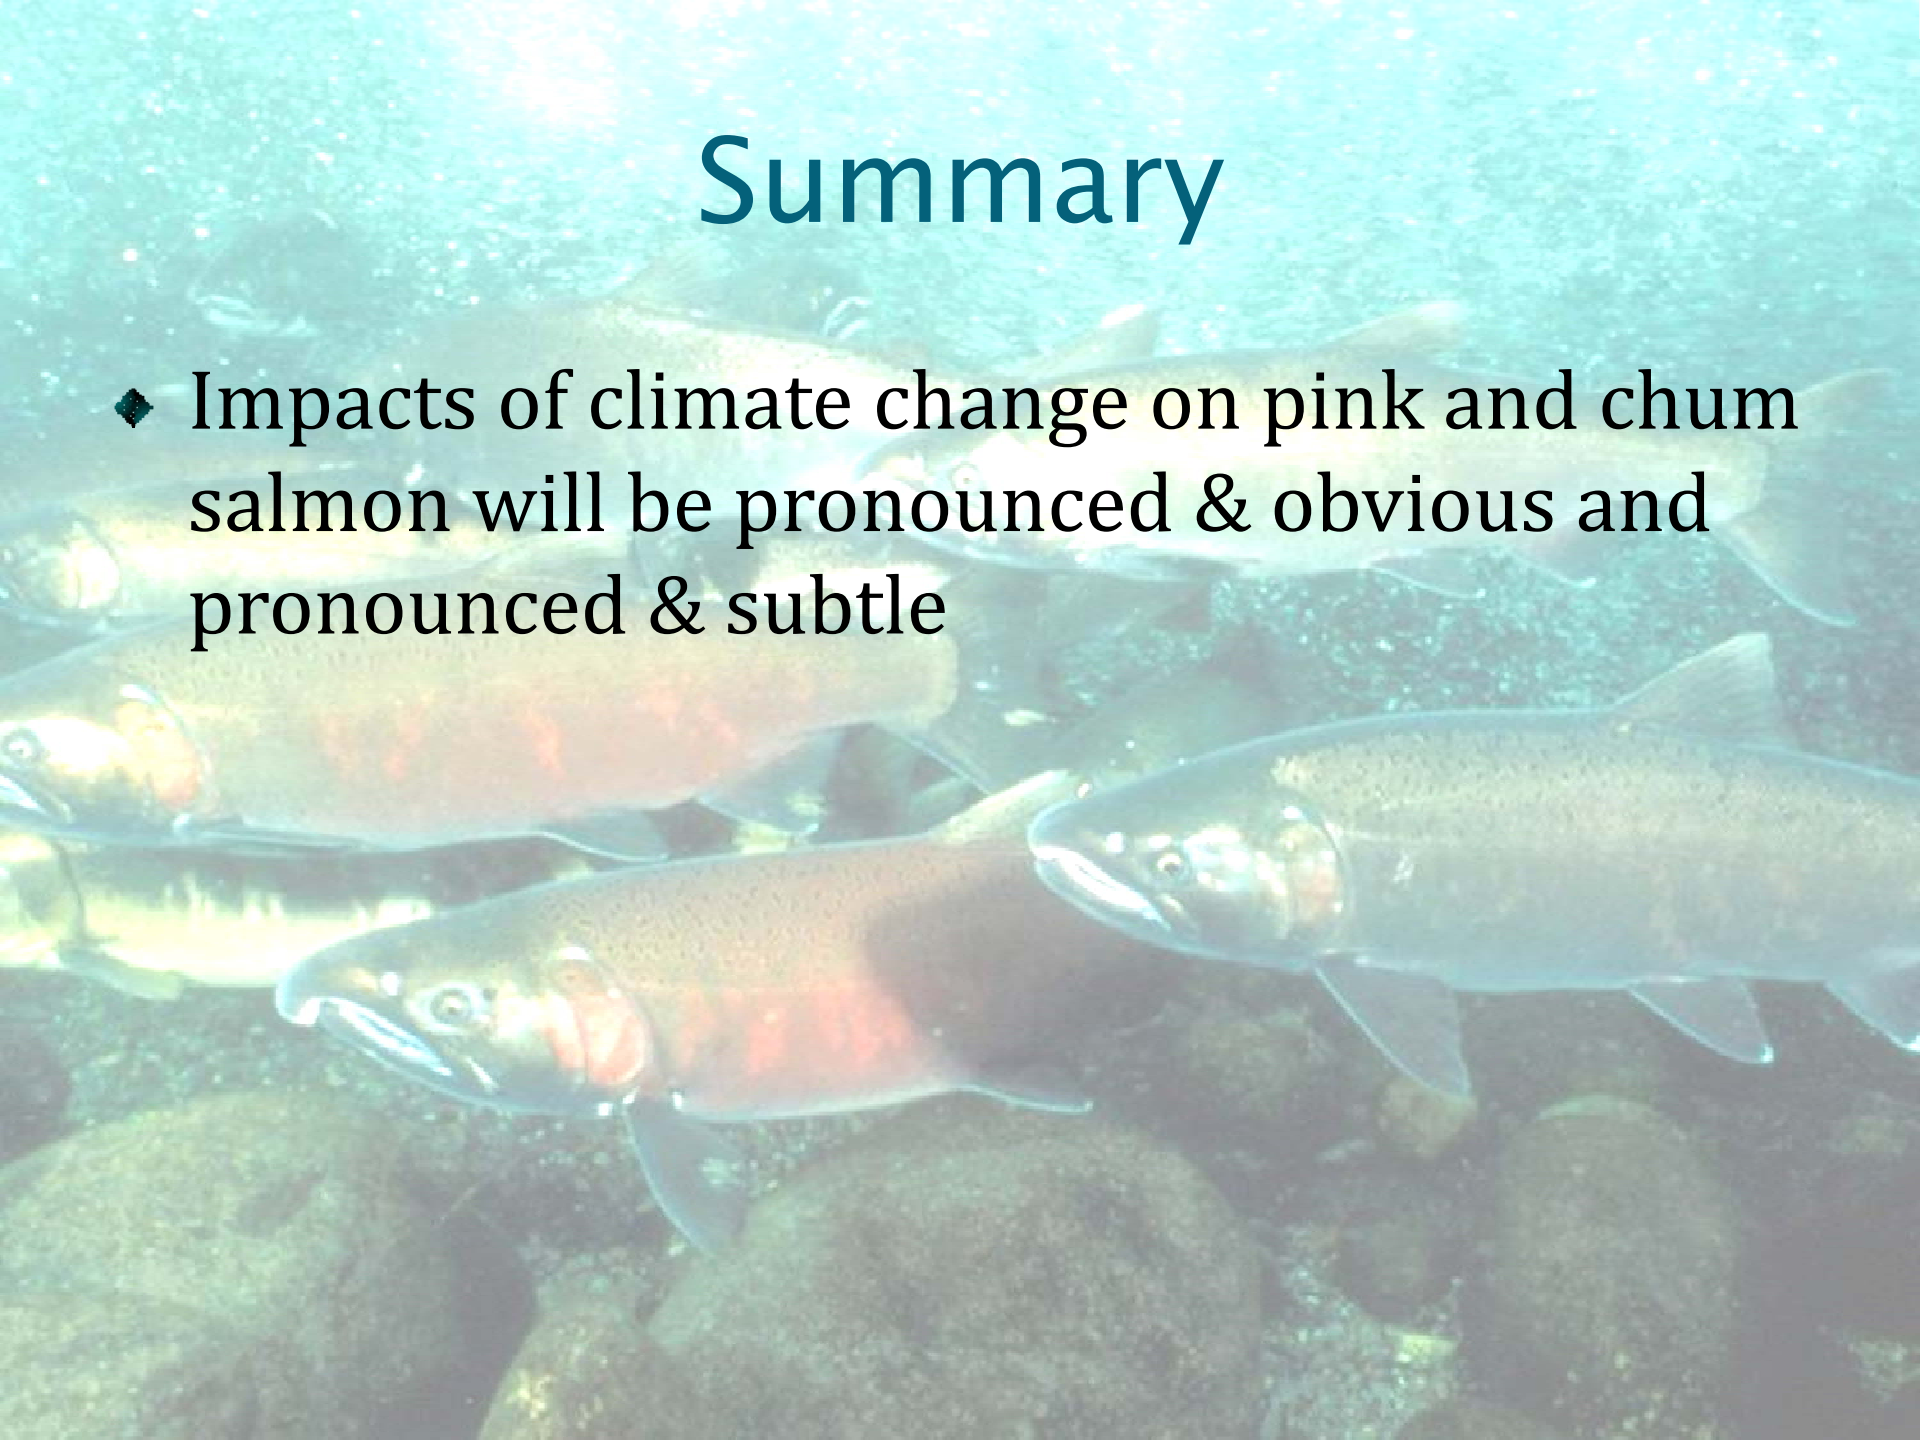 Summary
Impacts of climate change on pink and chum
salmon will be pronounced & obvious and
pronounced & subtle